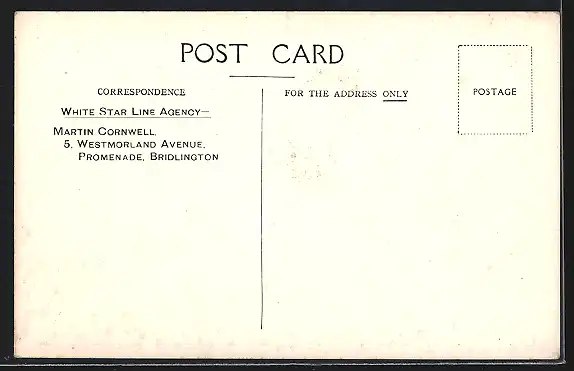 POST CARD
CORRESPONDENCE
FOR THE ADDRESS ONLY
POSTAGE
WHITE STAR LINE AGENCY—
MARTIN CORNWELL,
5, WESTMORLAND AVENUE,
PROMENADE, BRIDLINGTON